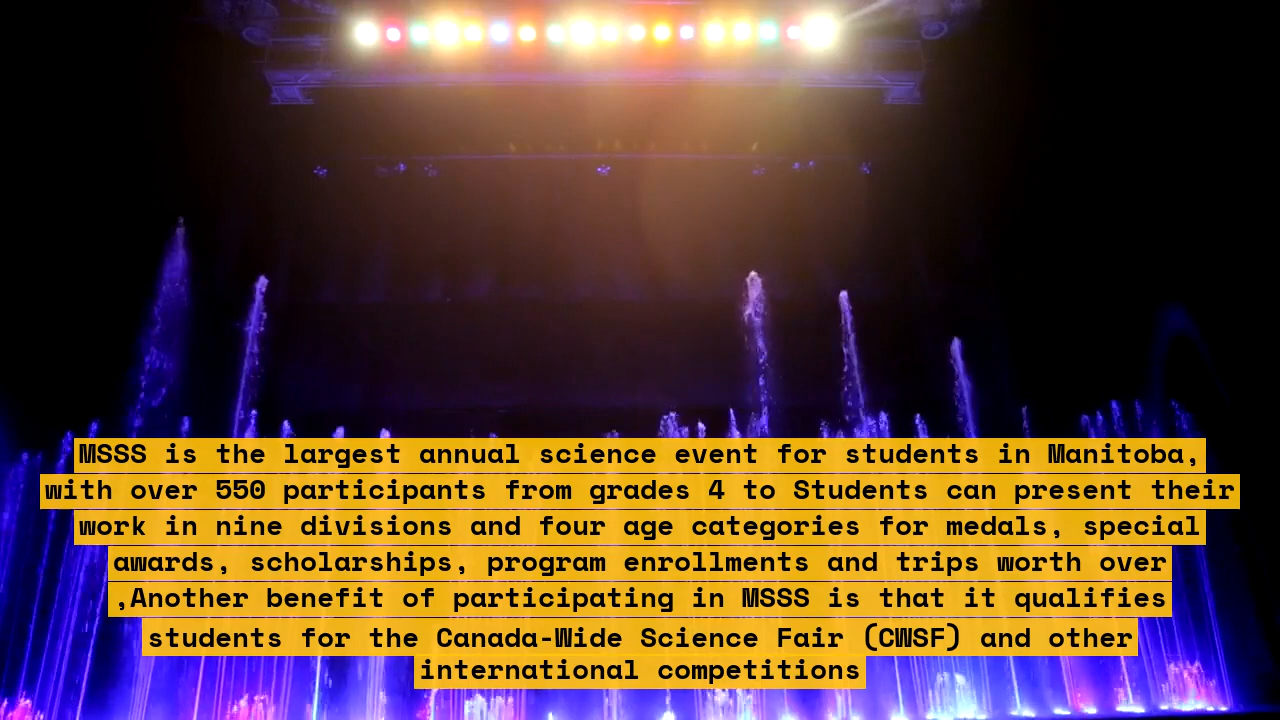 MSSS is the largest annual science event for students in Manitoba,
with over 550 participants from grades 4 to Students can present their
work in nine divisions and four age categories for medals, special
awards, scholarships, program enrollments and trips worth over
,Another benefit of participating in MSSS is that it qualifies
students for the Canada-Wide Science Fair (CWSF) and other
international competitions